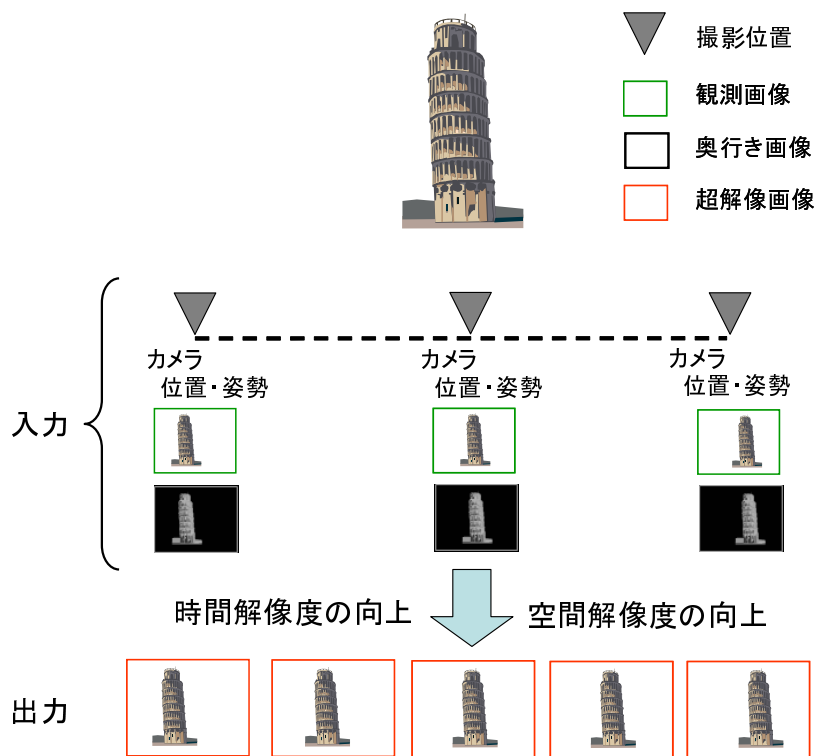 撮影位置
観測画像
奥行き画像
超解像画像
カメラ
位置・姿勢
カメラ
位置・姿勢
カメラ
位置・姿勢
入力
時間解像度の向上
空間解像度の向上
出力